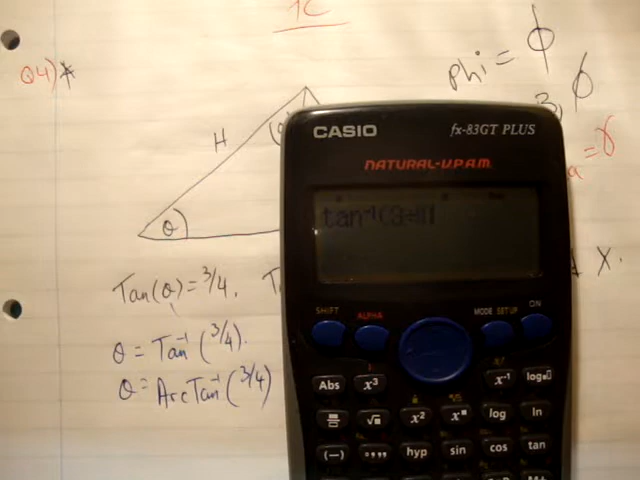 1C
Q4)*
phi = ϕ
3, ϕ
a = γ
H
θ
Tan(θ) = 3/4.
X.
θ = Tan⁻¹(3/4).
θ = ArcTan⁻¹(3/4)
CASIO fx-83GT PLUS
NATURAL-V.P.A.M.
tan⁻¹(3÷4)
SHIFT ALPHA MODE SETUP ON
Abs x³ x⁻¹ log
√ x² log ln
(−) hyp sin cos tan
M+